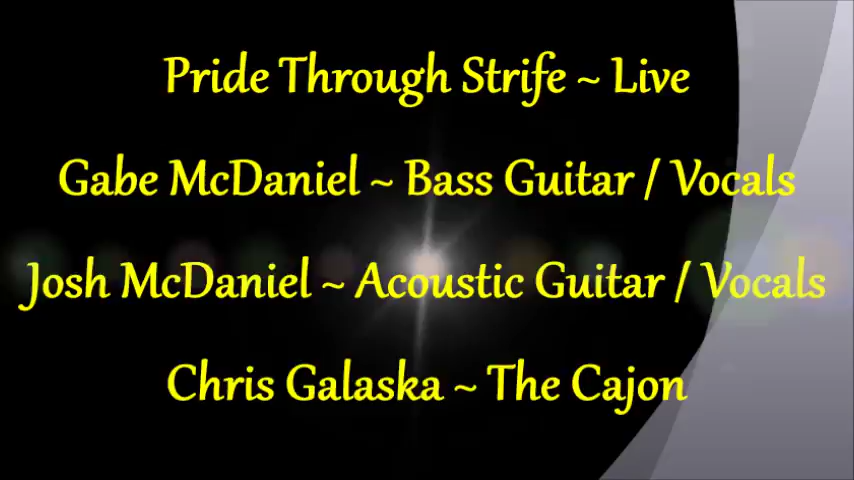 Pride Through Strife ~ Live
Gabe McDaniel ~ Bass Guitar / Vocals
Josh McDaniel ~ Acoustic Guitar / Vocals
Chris Galaska ~ The Cajon